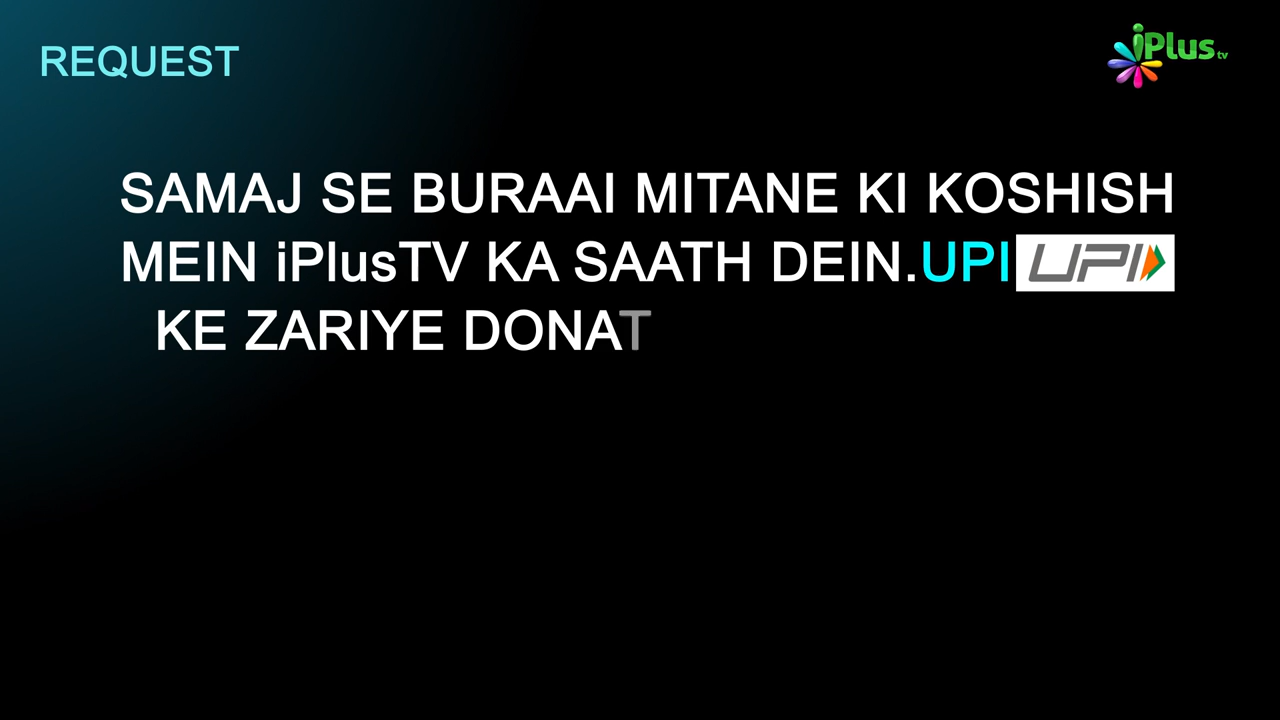 REQUEST
iPlus tv
SAMAJ SE BURAAI MITANE KI KOSHISH
MEIN iPlusTV KA SAATH DEIN.UPI UPI
KE ZARIYE DONAT